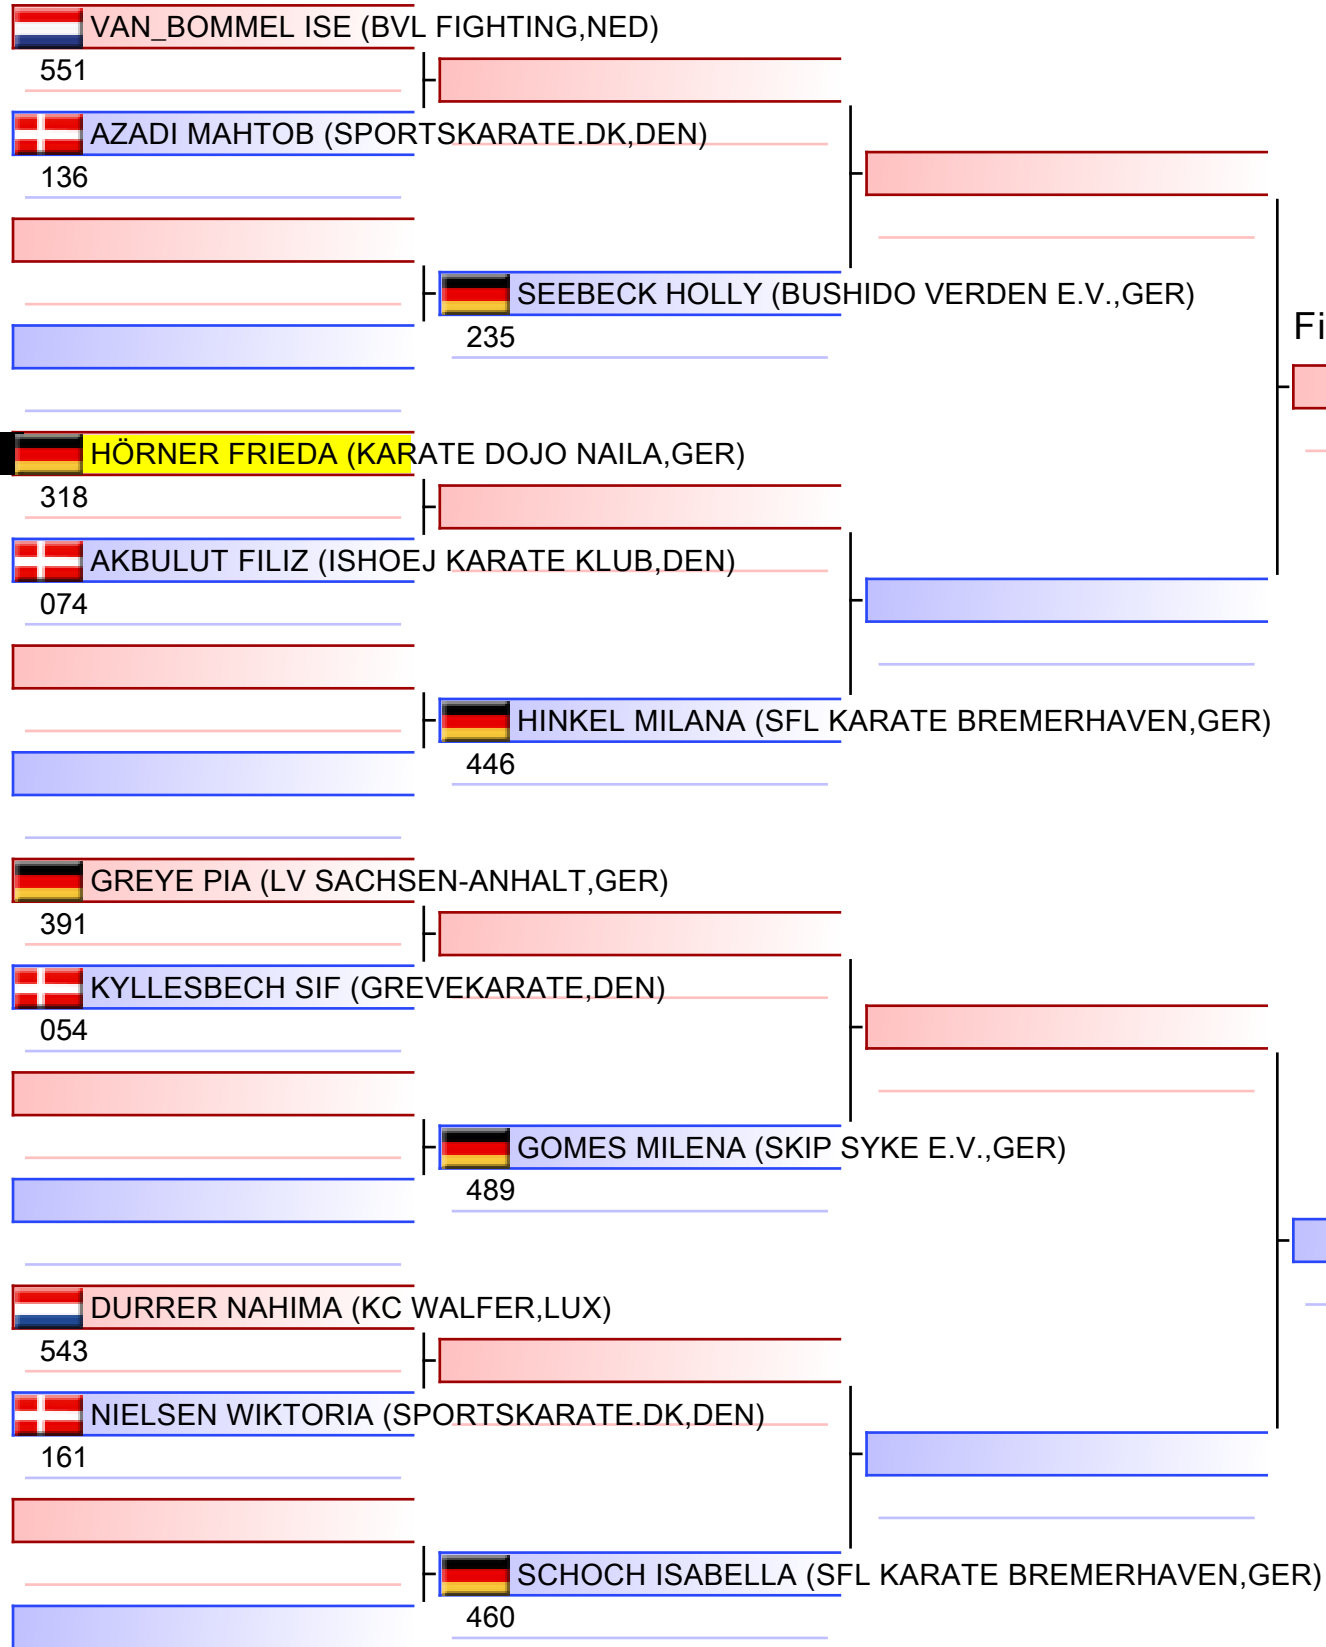 VAN_BOMMEL ISE (BVL FIGHTING,NED)
551
AZADI MAHTOB (SPORTSKARATE.DK,DEN)
136
SEEBECK HOLLY (BUSHIDO VERDEN E.V.,GER)
235
Fi
HÖRNER FRIEDA (KARATE DOJO NAILA,GER)
318
AKBULUT FILIZ (ISHOEJ KARATE KLUB,DEN)
074
HINKEL MILANA (SFL KARATE BREMERHAVEN,GER)
446
GREYE PIA (LV SACHSEN-ANHALT,GER)
391
KYLLESBECH SIF (GREVEKARATE,DEN)
054
GOMES MILENA (SKIP SYKE E.V.,GER)
489
DURRER NAHIMA (KC WALFER,LUX)
543
NIELSEN WIKTORIA (SPORTSKARATE.DK,DEN)
161
SCHOCH ISABELLA (SFL KARATE BREMERHAVEN,GER)
460